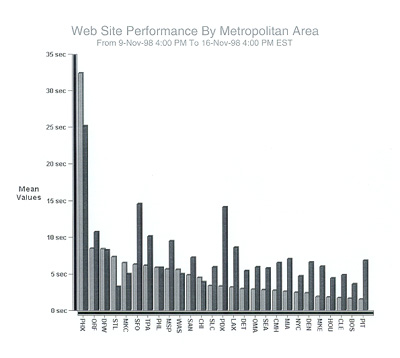 Web Site Performance By Metropolitan Area
From 9-Nov-98 4:00 PM To 16-Nov-98 4:00 PM EST
35 sec
30 sec
25 sec
20 sec
15 sec
10 sec
5 sec
0 sec
Mean
Values
PHX
ORF
DFW
STL
MKC
SFO
TPA
PHL
MSP
WAS
SAN
CHI
SLC
PDX
LAX
DET
OMA
SEA
CMH
MIA
NYC
DEN
MKE
HOU
CLE
BOS
PIT